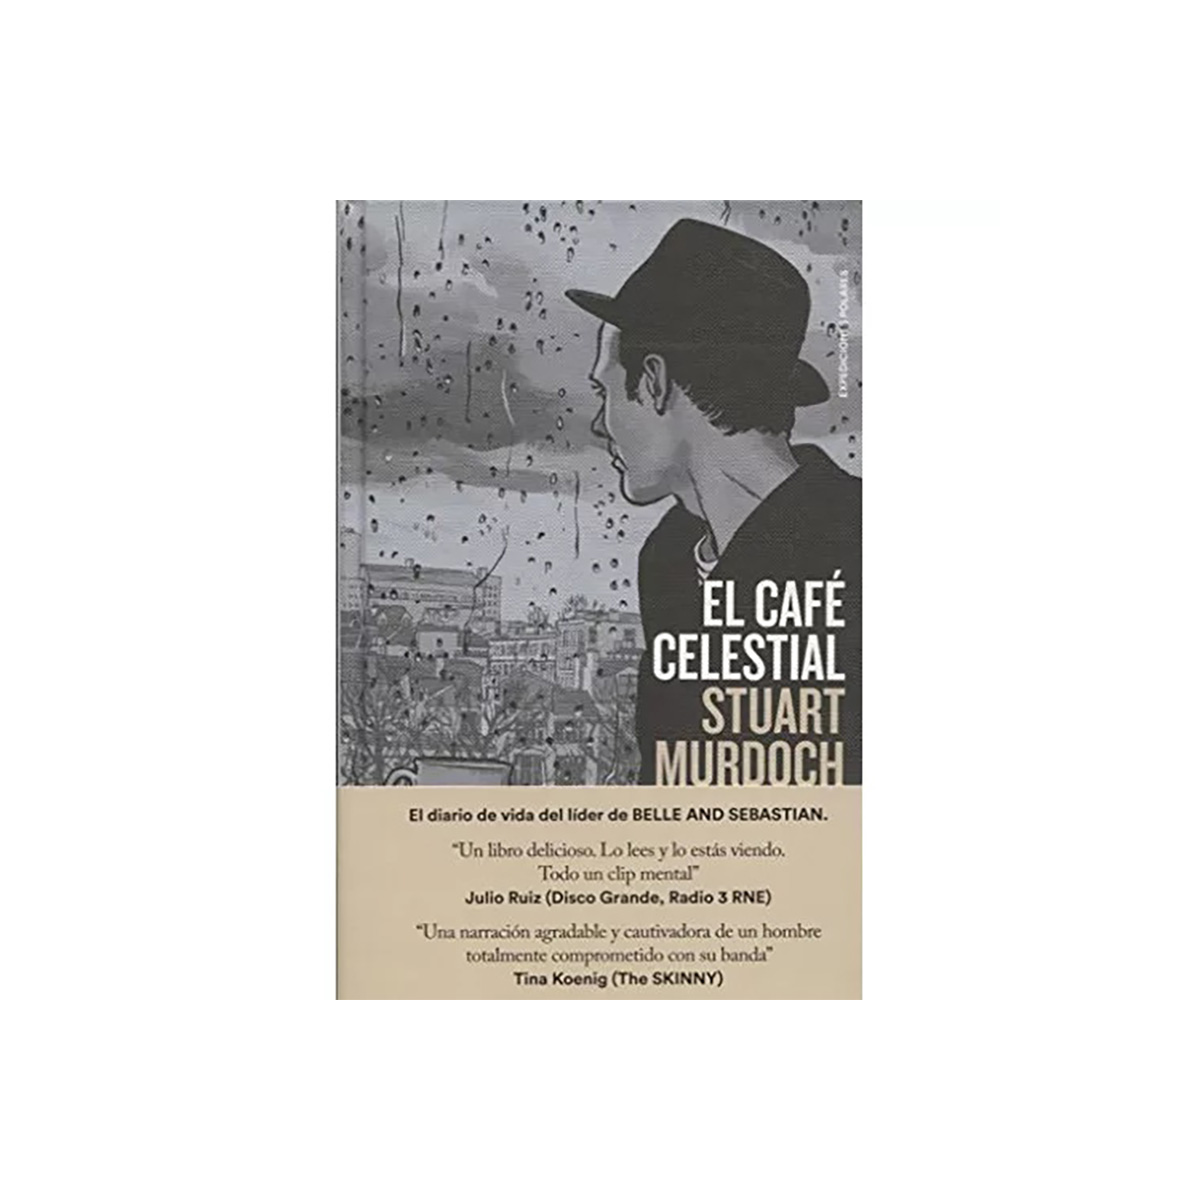 EXPEDICIONES POLARES
EL CAFÉ
CELESTIAL
STUART
MURDOCH
El diario de vida del líder de BELLE AND SEBASTIAN.
“Un libro delicioso. Lo lees y lo estás viendo.
Todo un clip mental”
Julio Ruiz (Disco Grande, Radio 3 RNE)
“Una narración agradable y cautivadora de un hombre
totalmente comprometido con su banda”
Tina Koenig (The SKINNY)